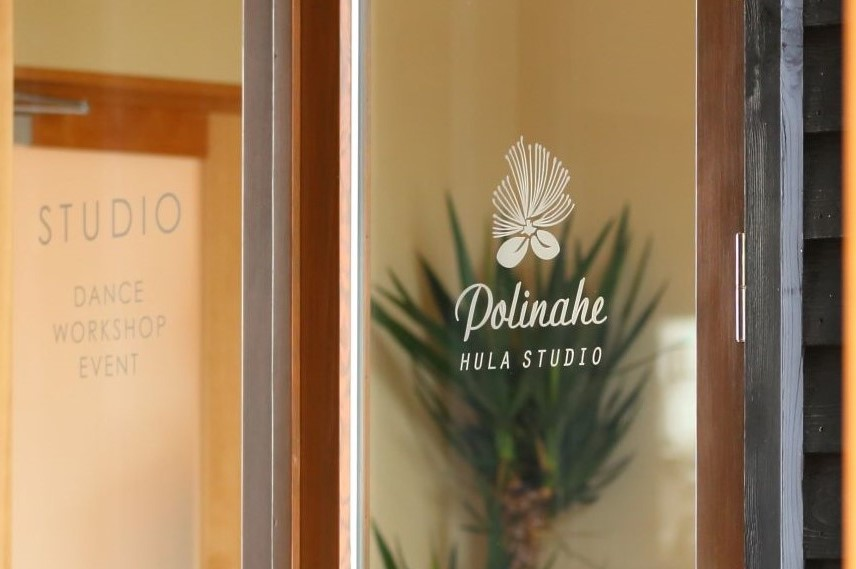 STUDIO
DANCE
WORKSHOP
EVENT
Polinahe
HULA STUDIO